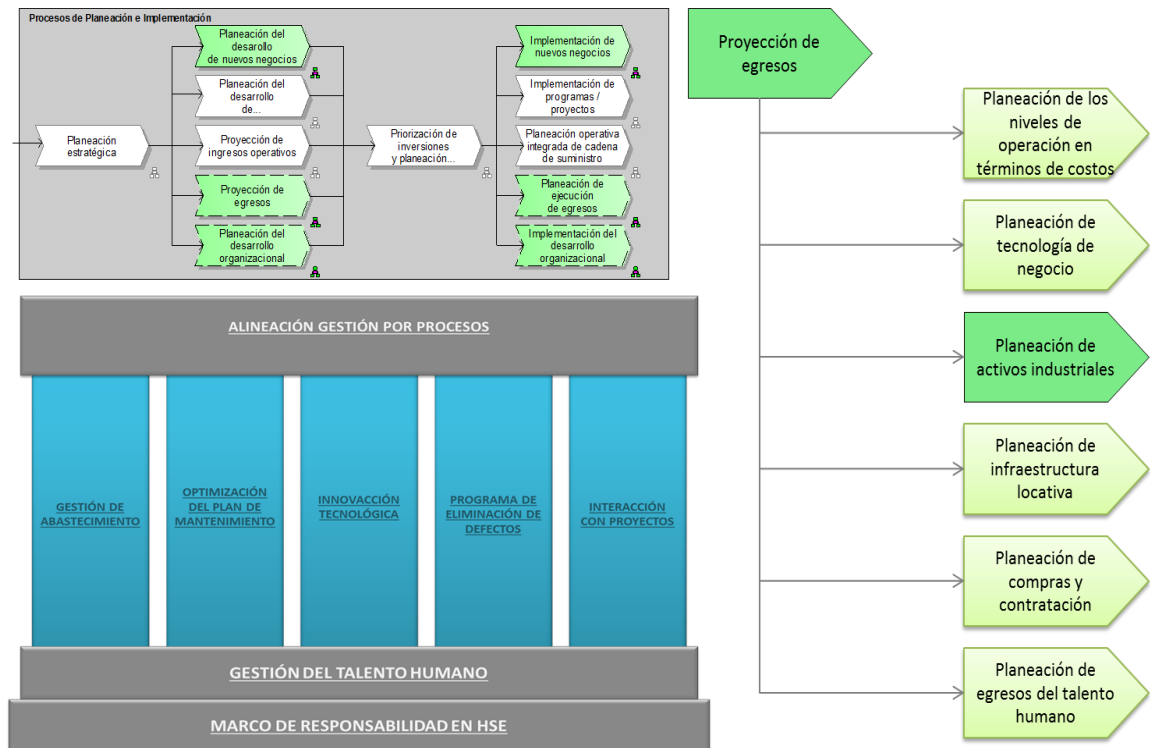 Procesos de Planeación e Implementación
Planeación
estratégica
Planeación del
desarollo
de nuevos negocios
Planeación del
desarrollo
de...
Proyección de
ingresos operativos
Proyección de
egresos
Planeación del
desarrollo
organizacional
Priorización de
inversiones
y planeación...
Implementación de
nuevos negocios
Implementación de
programas /
proyectos
Planeación operativa
integrada de cadena
de suministro
Planeación de
ejecución
de egresos
Implementación del
desarrollo
organizacional
ALINEACIÓN GESTIÓN POR PROCESOS
GESTIÓN DE
ABASTECIMIENTO
OPTIMIZACIÓN
DEL PLAN DE
MANTENIMIENTO
INNOVACCIÓN
TECNOLÓGICA
PROGRAMA DE
ELIMINACIÓN DE
DEFECTOS
INTERACCIÓN
CON PROYECTOS
GESTIÓN DEL TALENTO HUMANO
MARCO DE RESPONSABILIDAD EN HSE
Proyección de
egresos
Planeación de los
niveles de
operación en
términos de costos
Planeación de
tecnología de
negocio
Planeación de
activos industriales
Planeación de
infraestructura
locativa
Planeación de
compras y
contratación
Planeación de
egresos del talento
humano